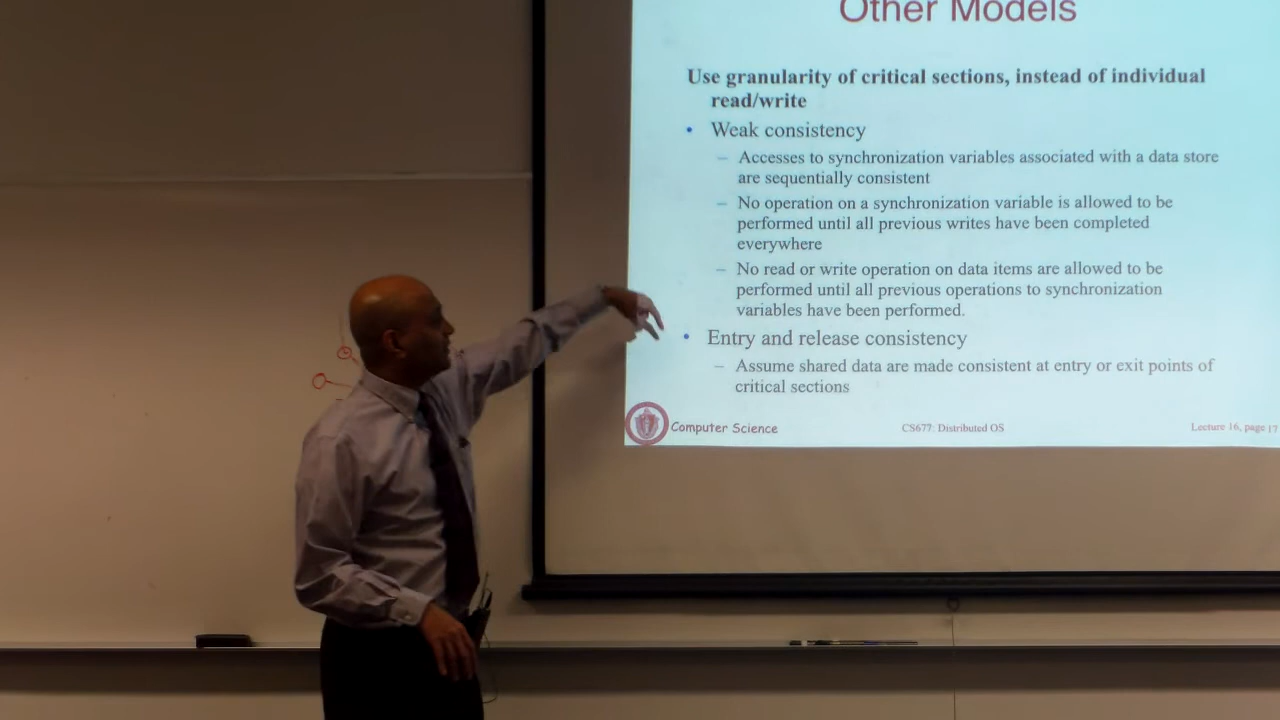 Other Models
Use granularity of critical sections, instead of individual
read/write
• Weak consistency
– Accesses to synchronization variables associated with a data store
are sequentially consistent
– No operation on a synchronization variable is allowed to be
performed until all previous writes have been completed
everywhere
– No read or write operation on data items are allowed to be
performed until all previous operations to synchronization
variables have been performed.
• Entry and release consistency
– Assume shared data are made consistent at entry or exit points of
critical sections
Computer Science
CS677: Distributed OS
Lecture 16, page 17